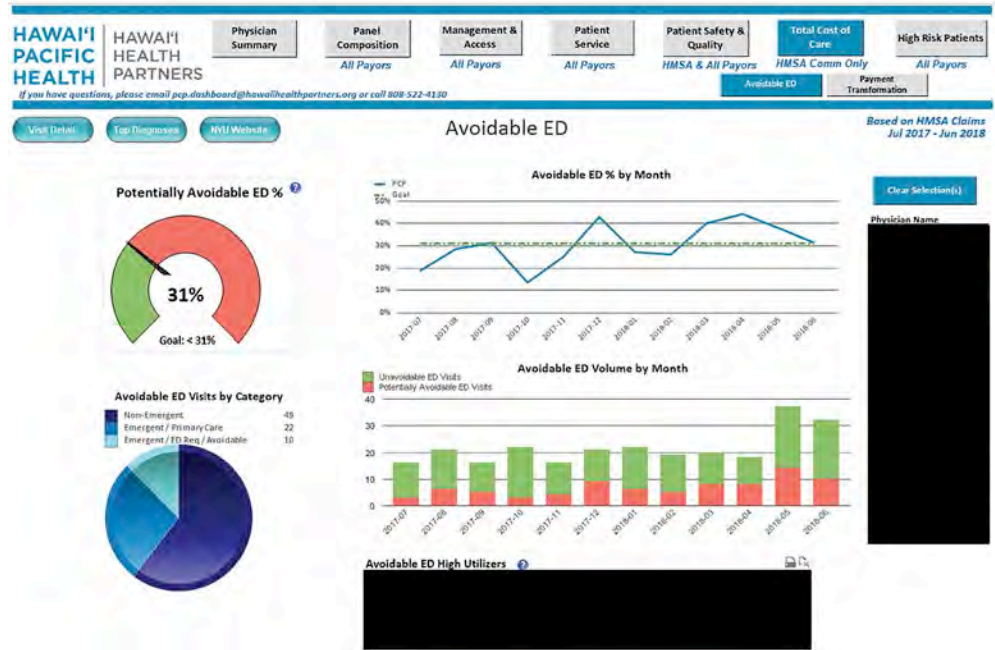 HAWAI'I
PACIFIC
HEALTH
HAWAI'I
HEALTH
PARTNERS
Physician
Summary
Panel
Composition
All Payors
Management &
Access
All Payors
Patient
Service
All Payors
Patient Safety &
Quality
HMSA & All Payors
Total Cost of
Care
HMSA Comm Only
High Risk Patients
All Payors
If you have questions, please email pcp.dashboard@hawaiihealthpartners.org or call 808-522-4130
Avoidable ED
Payment
Transformation
Visit Detail
Top Diagnoses
NYU Website
Avoidable ED
Based on HMSA Claims
Jul 2017 - Jun 2018
Potentially Avoidable ED % ?
31%
Goal: < 31%
Avoidable ED % by Month
PCP
Goal
50%
40%
30%
20%
10%
0%
2017-07 2017-08 2017-09 2017-10 2017-11 2017-12 2018-01 2018-02 2018-03 2018-04 2018-05 2018-06
Clear Selection(s)
Physician Name
Avoidable ED Visits by Category
Non-Emergent 49
Emergent / Primary Care 22
Emergent / ED Req / Avoidable 10
Avoidable ED Volume by Month
Unavoidable ED Visits
Potentially Avoidable ED Visits
40
30
20
10
0
2017-07 2017-08 2017-09 2017-10 2017-11 2017-12 2018-01 2018-02 2018-03 2018-04 2018-05 2018-06
Avoidable ED High Utilizers ?